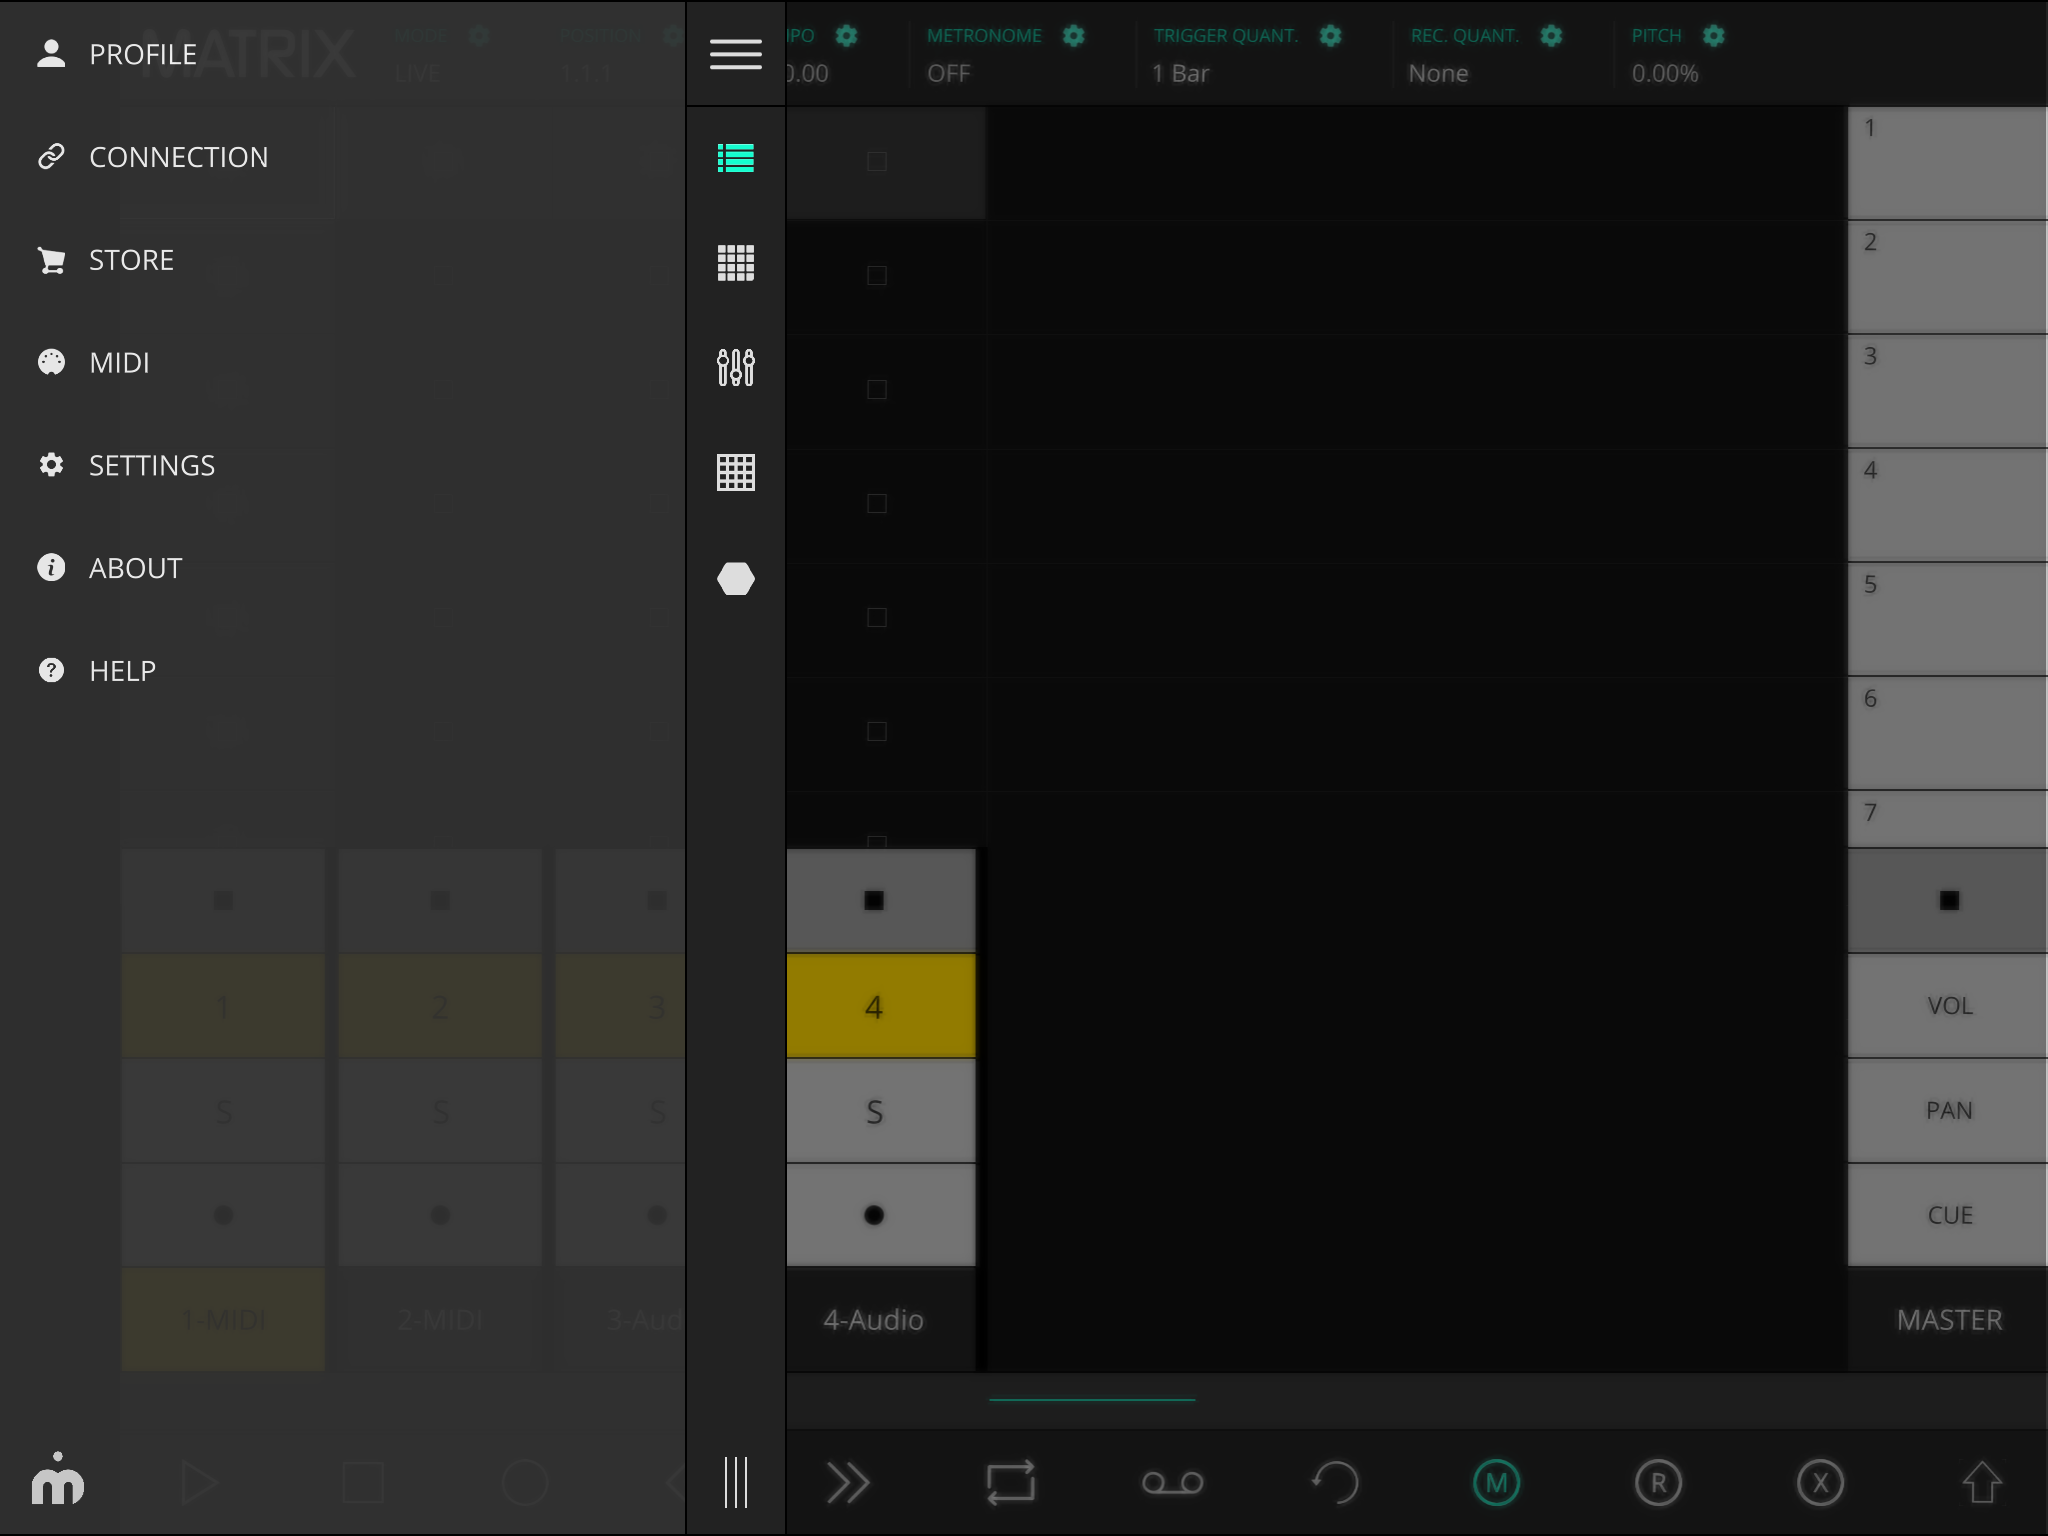 PROFILE
CONNECTION
STORE
MIDI
SETTINGS
ABOUT
HELP
MATRIX
MODE
LIVE
POSITION
1.1.1
IPO
0.00
METRONOME
OFF
TRIGGER QUANT.
1 Bar
REC. QUANT.
None
PITCH
0.00%
1
2
3
4
5
6
7
1 2 3 4 VOL
S S S S PAN
CUE
1-MIDI 2-MIDI 3-Aud 4-Audio MASTER
m M R X